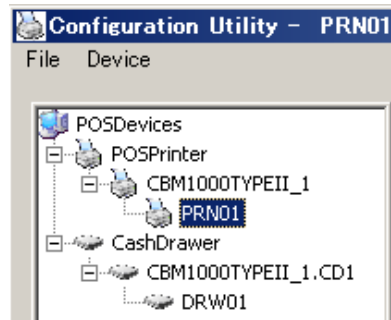 Configuration Utility - PRN01
File Device
POSDevices
POSPrinter
CBM1000TYPEII_1
PRN01
CashDrawer
CBM1000TYPEII_1.CD1
DRW01